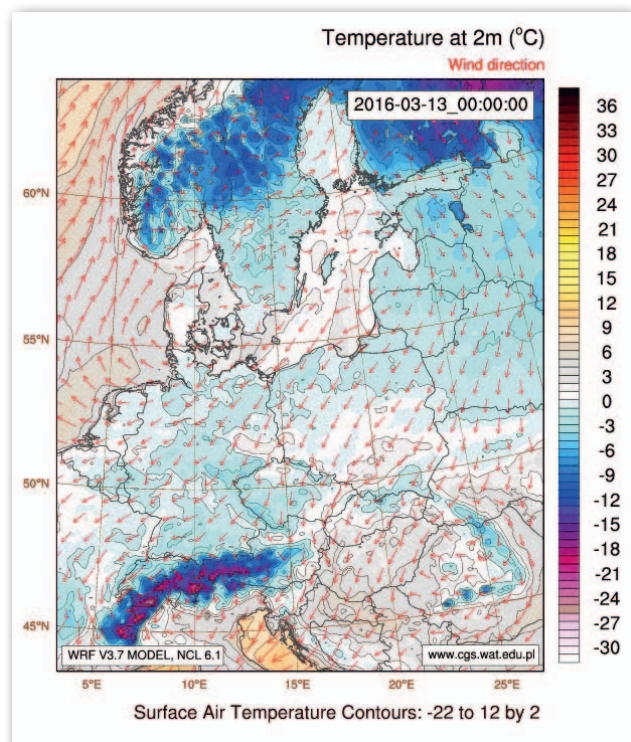 Temperature at 2m (°C)
Wind direction
2016-03-13_00:00:00
36
33
30
27
24
21
18
15
12
9
6
3
0
-3
-6
-9
-12
-15
-18
-21
-24
-27
-30
60°N
55°N
50°N
45°N
WRF V3.7 MODEL, NCL 6.1
www.cgs.wat.edu.pl
5°E
10°E
15°E
20°E
25°E
Surface Air Temperature Contours: -22 to 12 by 2